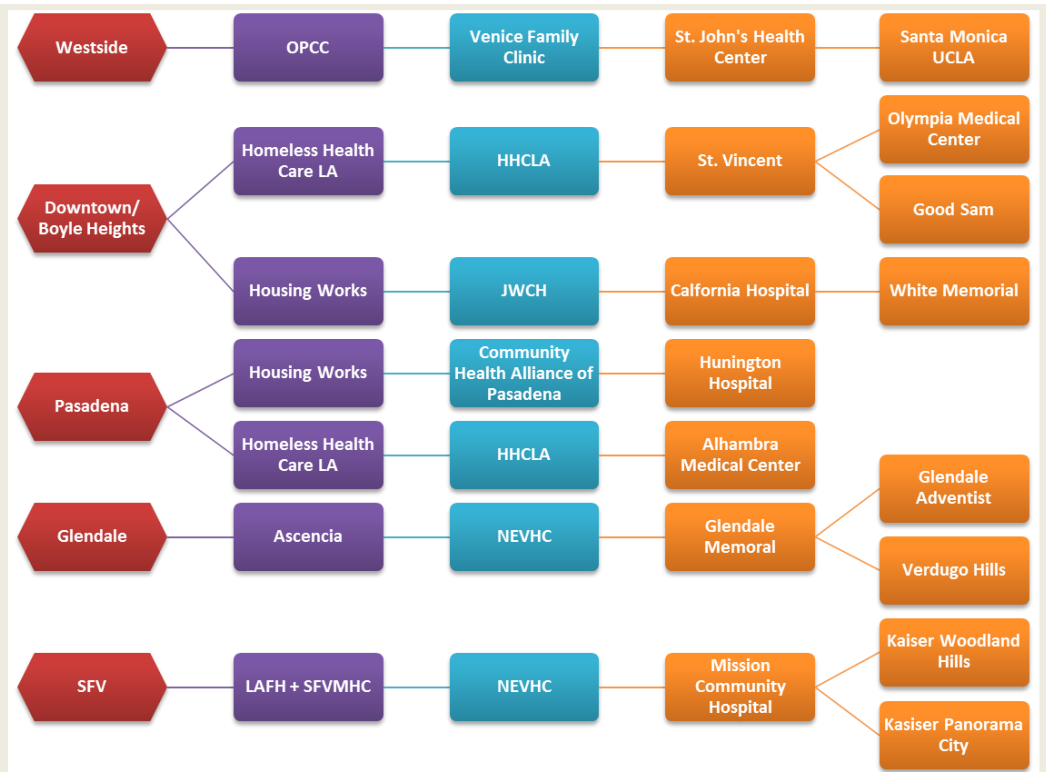 Westside
OPCC
Venice Family
Clinic
St. John's Health
Center
Santa Monica
UCLA
Downtown/
Boyle Heights
Homeless Health
Care LA
HHCLA
St. Vincent
Olympia Medical
Center
Good Sam
Housing Works
JWCH
Calfornia Hospital
White Memorial
Pasadena
Housing Works
Community
Health Alliance of
Pasadena
Hunington
Hospital
Homeless Health
Care LA
HHCLA
Alhambra
Medical Center
Glendale
Ascencia
NEVHC
Glendale
Memoral
Glendale
Adventist
Verdugo Hills
SFV
LAFH + SFVMHC
NEVHC
Mission
Community
Hospital
Kaiser Woodland
Hills
Kasiser Panorama
City